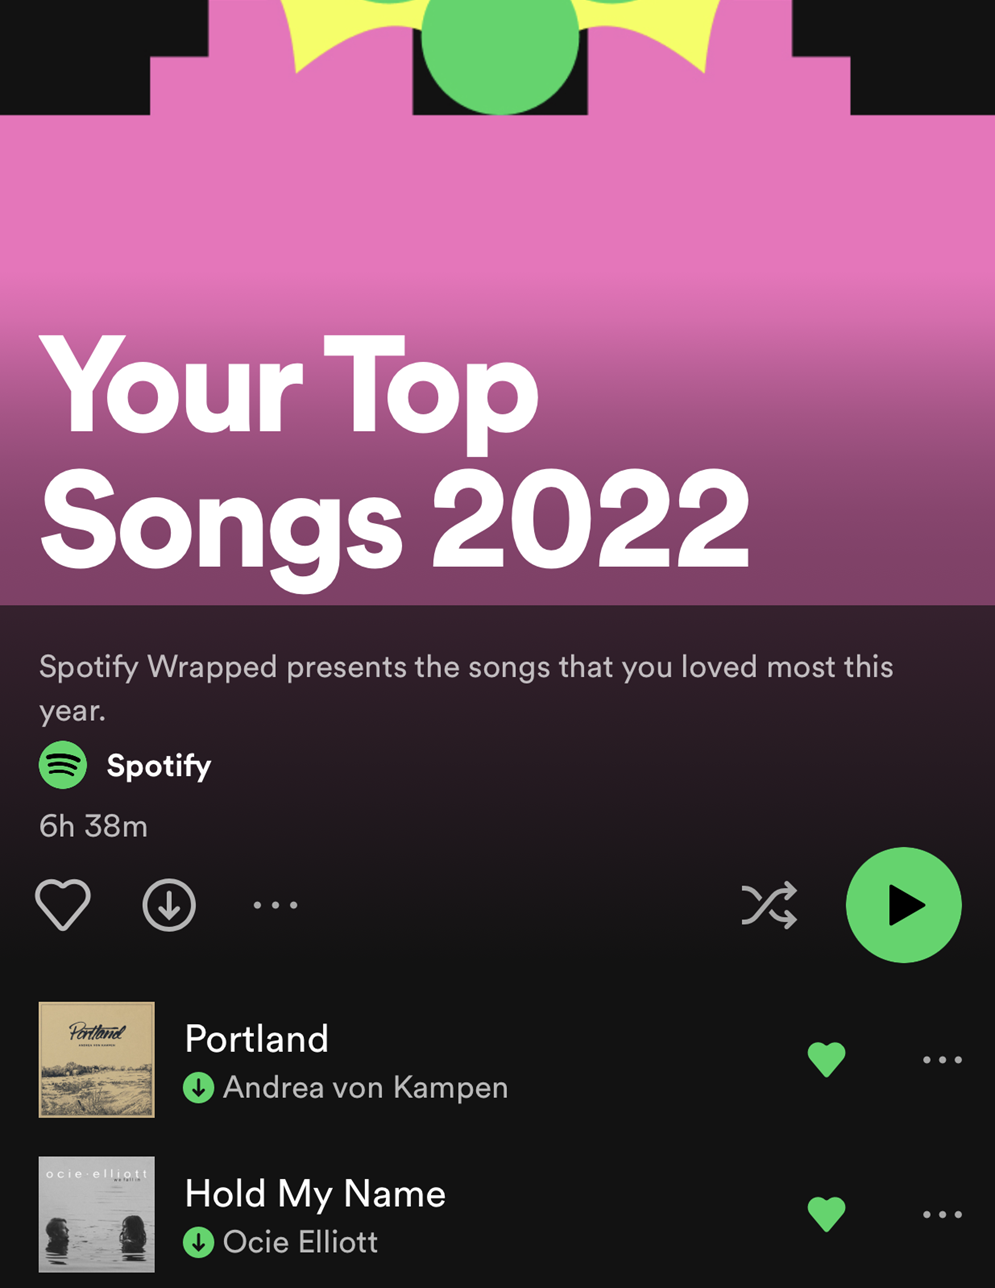 Your Top
Songs 2022
Spotify Wrapped presents the songs that you loved most this
year.
Spotify
6h 38m
Portland
ANDREA VON KAMPEN
Portland
Andrea von Kampen
ocie·elliott
we fall in
Hold My Name
Ocie Elliott